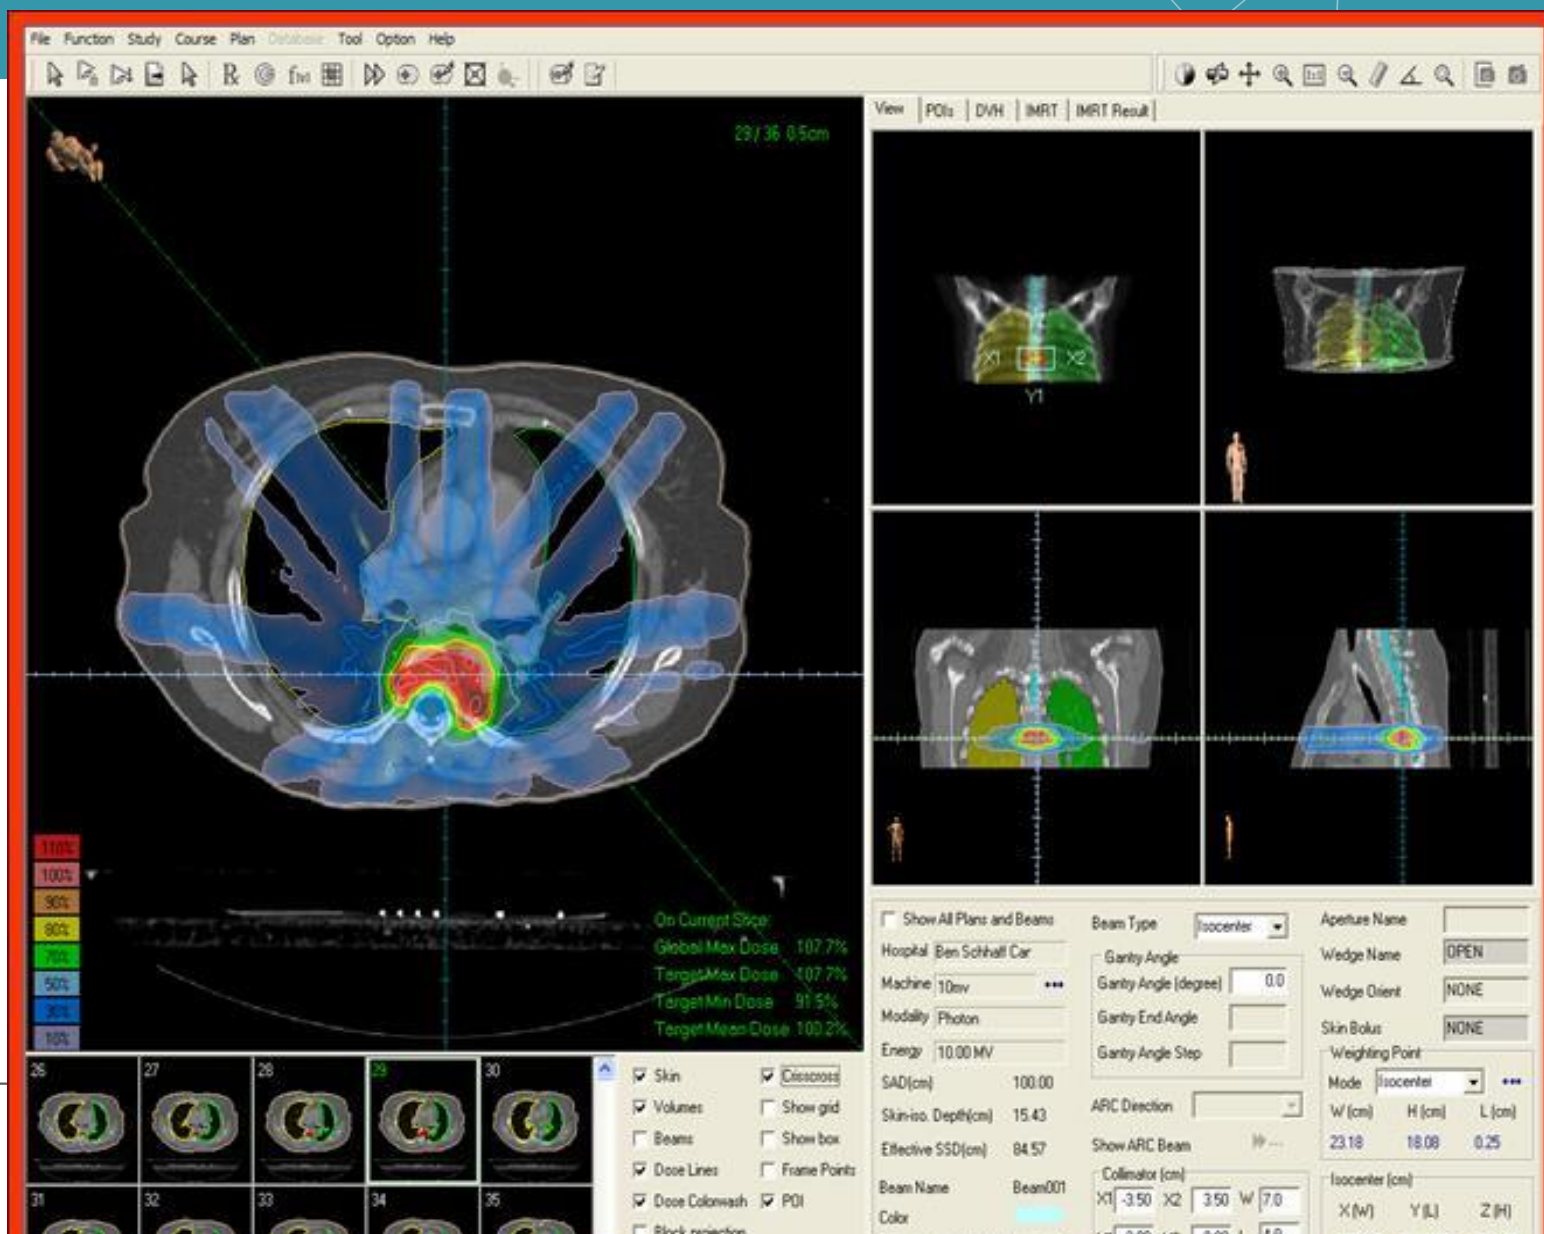 File Function Study Course Plan Database Tool Option Help
View POIs DVH IMRT IMRT Result
29 / 36 0.5cm
X1 X2
Y1
110%
100%
90%
80%
70%
50%
30%
10%
On Current Slice:
Global Max Dose 107.7%
Target Max Dose 107.7%
Target Min Dose 91.5%
Target Mean Dose 100.2%
26 27 28 29 30
31 32 33 34 35
Skin Crisscross
Volumes Show grid
Beams Show box
Dose Lines Frame Points
Dose Colorwash POI
Block projection
Show All Plans and Beams
Hospital Ben Schhaff Car
Machine 10mv
Modality Photon
Energy 10.00 MV
SAD(cm) 100.00
Skin-iso. Depth(cm) 15.43
Effective SSD(cm) 84.57
Beam Name Beam001
Color
Beam Type Isocenter
Gantry Angle
Gantry Angle (degree) 0.0
Gantry End Angle
Gantry Angle Step
ARC Direction
Show ARC Beam
Collimator (cm)
X1 -3.50 X2 3.50 W 7.0
Aperture Name
Wedge Name OPEN
Wedge Orient NONE
Skin Bolus NONE
Weighting Point
Mode Isocenter
W (cm) H (cm) L (cm)
23.18 18.08 0.25
Isocenter (cm)
X (W) Y (L) Z (H)